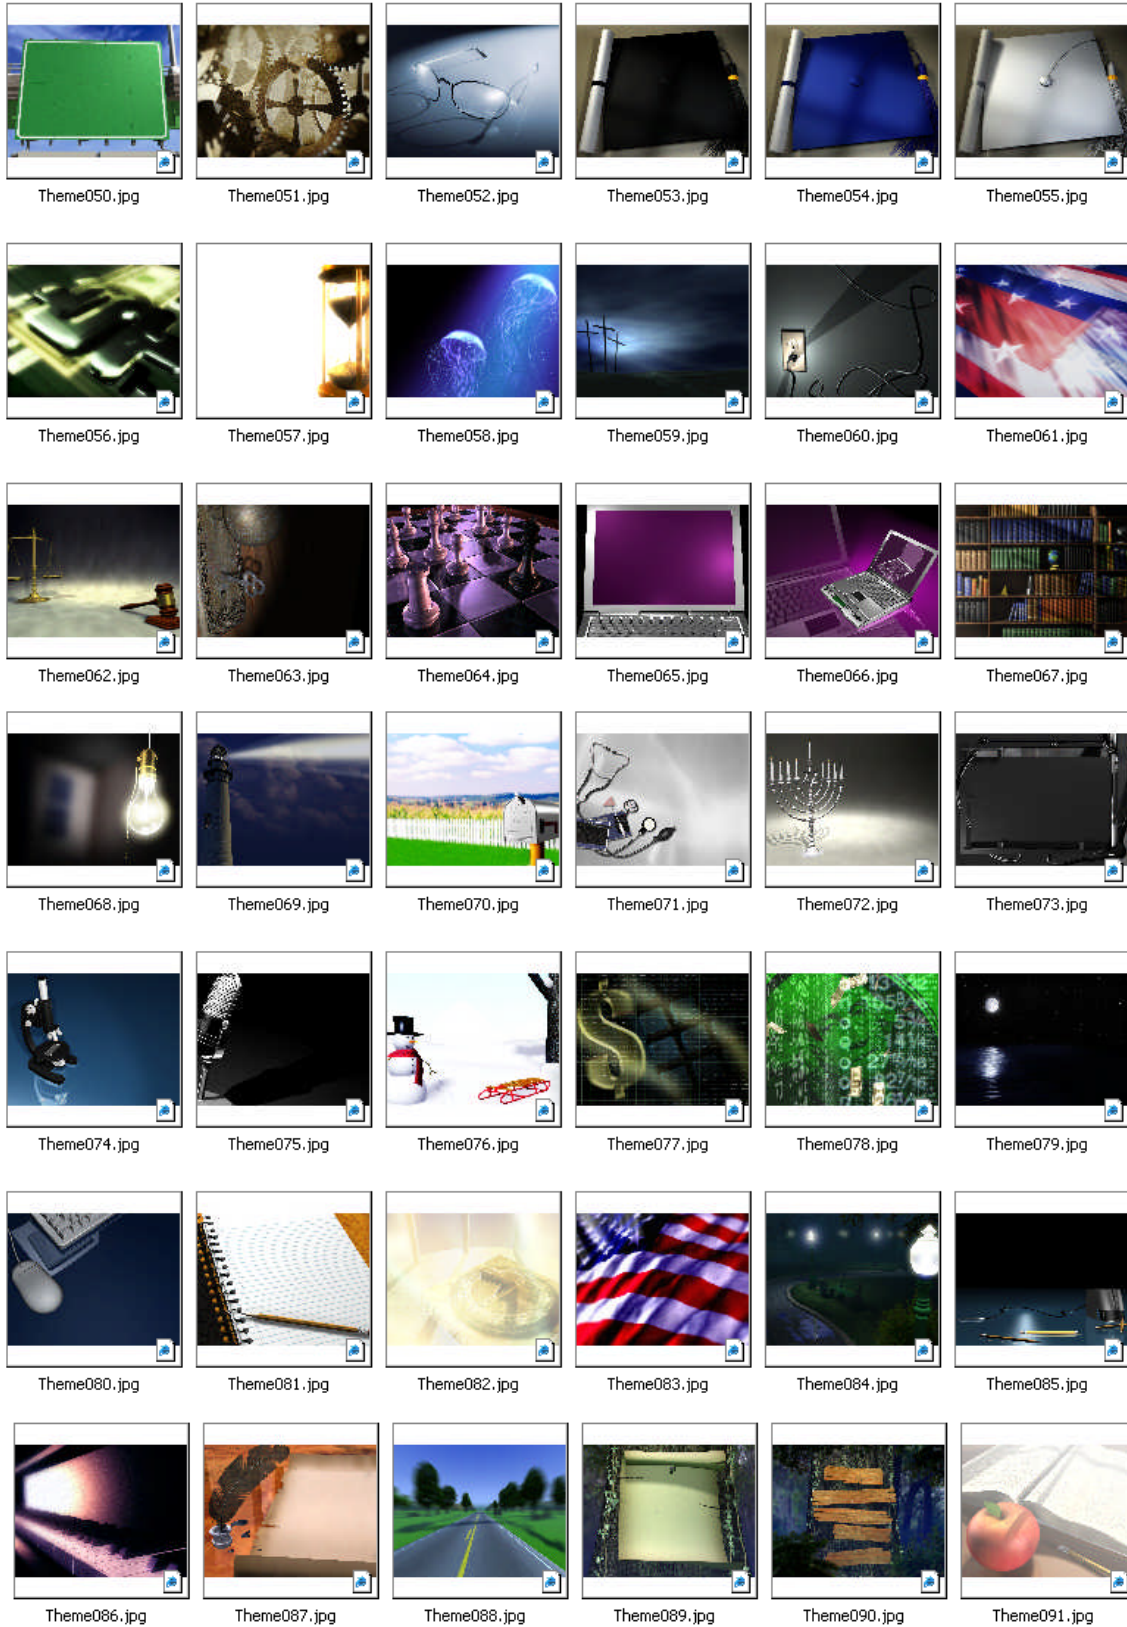 Theme050.jpg Theme051.jpg Theme052.jpg Theme053.jpg Theme054.jpg Theme055.jpg
Theme056.jpg Theme057.jpg Theme058.jpg Theme059.jpg Theme060.jpg Theme061.jpg
Theme062.jpg Theme063.jpg Theme064.jpg Theme065.jpg Theme066.jpg Theme067.jpg
Theme068.jpg Theme069.jpg Theme070.jpg Theme071.jpg Theme072.jpg Theme073.jpg
Theme074.jpg Theme075.jpg Theme076.jpg Theme077.jpg Theme078.jpg Theme079.jpg
Theme080.jpg Theme081.jpg Theme082.jpg Theme083.jpg Theme084.jpg Theme085.jpg
Theme086.jpg Theme087.jpg Theme088.jpg Theme089.jpg Theme090.jpg Theme091.jpg